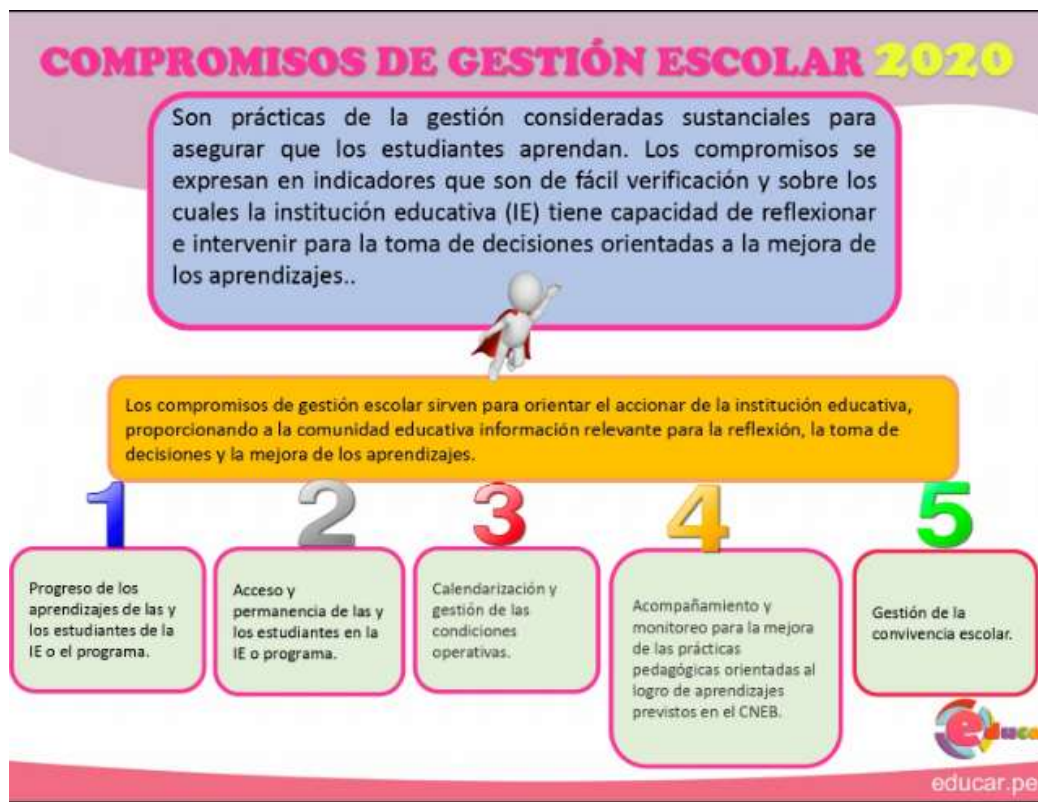 COMPROMISOS DE GESTIÓN ESCOLAR 2020
Son prácticas de la gestión consideradas sustanciales para
asegurar que los estudiantes aprendan. Los compromisos se
expresan en indicadores que son de fácil verificación y sobre los
cuales la institución educativa (IE) tiene capacidad de reflexionar
e intervenir para la toma de decisiones orientadas a la mejora de
los aprendizajes..
Los compromisos de gestión escolar sirven para orientar el accionar de la institución educativa,
proporcionando a la comunidad educativa información relevante para la reflexión, la toma de
decisiones y la mejora de los aprendizajes.
1
Progreso de los
aprendizajes de las y
los estudiantes de la
IE o el programa.
2
Acceso y
permanencia de las y
los estudiantes en la
IE o programa.
3
Calendarización y
gestión de las
condiciones
operativas.
4
Acompañamiento y
monitoreo para la mejora
de las prácticas
pedagógicas orientadas al
logro de aprendizajes
previstos en el CNEB.
5
Gestión de la
convivencia escolar.
educa
educar.pe